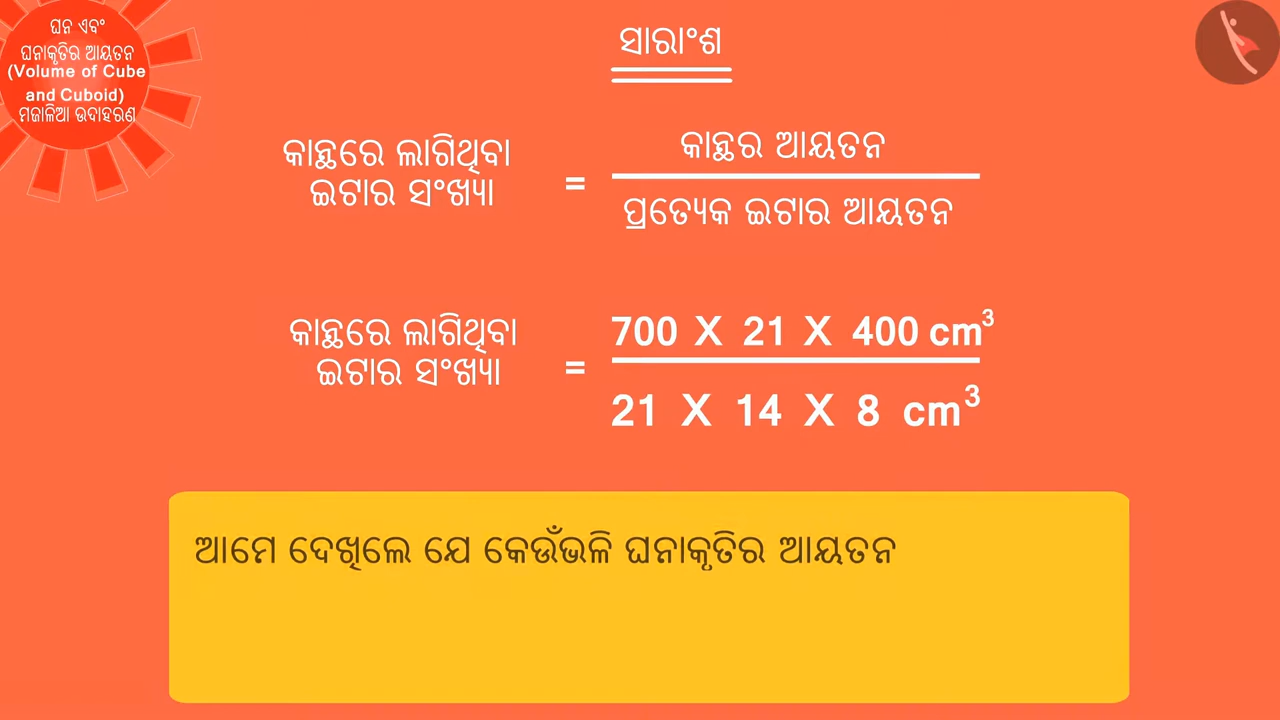 ଘନ ଏବଂ
ଘନାକୃତିର ଆୟତନ
(Volume of Cube
and Cuboid)
ମଜାଳିଆ ଉଦାହରଣ
ସାରାଂଶ
କାନ୍ଥରେ ଲାଗିଥିବା
ଇଟାର ସଂଖ୍ୟା
=
କାନ୍ଥର ଆୟତନ
ପ୍ରତ୍ୟେକ ଇଟାର ଆୟତନ
କାନ୍ଥରେ ଲାଗିଥିବା
ଇଟାର ସଂଖ୍ୟା
=
700 X 21 X 400 cm³
21 X 14 X 8 cm³
ଆମେ ଦେଖିଲେ ଯେ କେଉଁଭଳି ଘନାକୃତିର ଆୟତନ